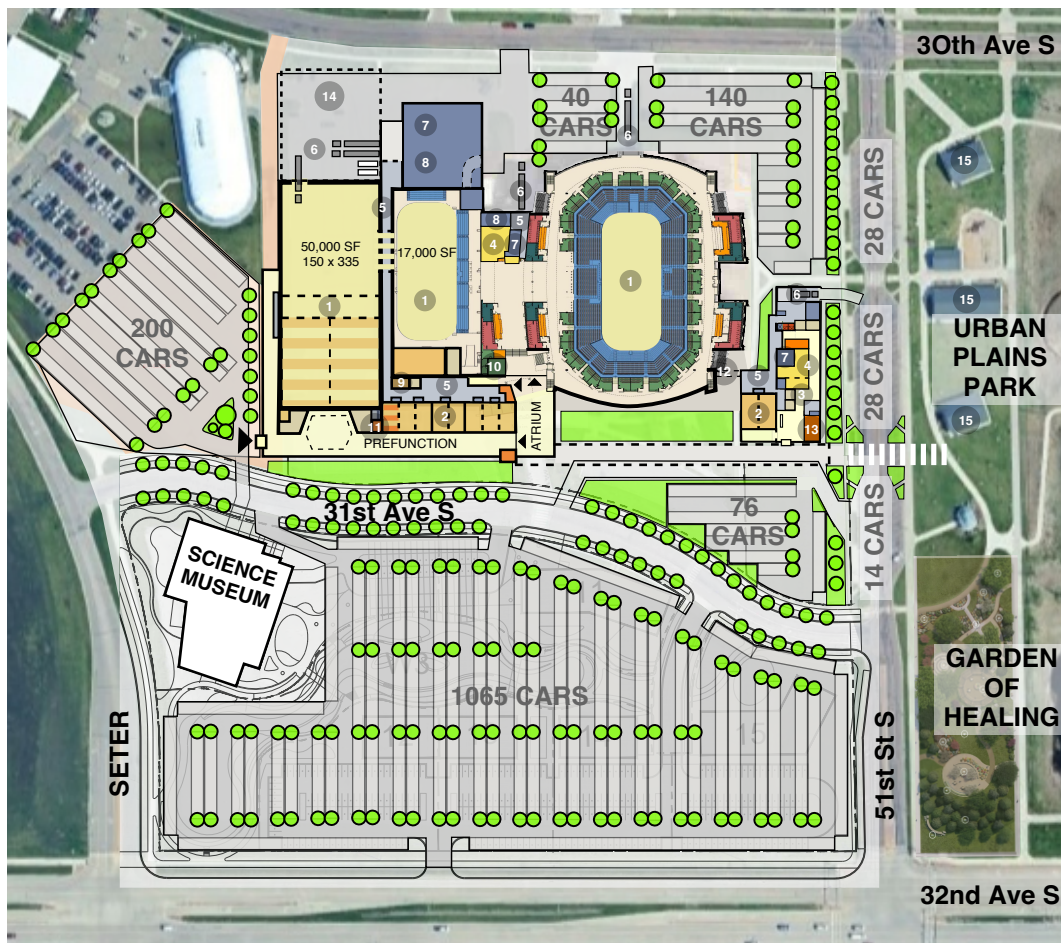 30th Ave S
14
40
CARS
140
CARS
7
6
6
8
15
28 CARS
6
5
8
5
4
7
50,000 SF
150 x 335
17,000 SF
1
1
1
6
15
28 CARS
URBAN
PLAINS
PARK
200
CARS
7
4
10
12
5
9
5
3
15
11
2
2
13
PREFUNCTION
ATRIUM
31st Ave S
76
CARS
14 CARS
SCIENCE
MUSEUM
1065 CARS
GARDEN
OF
HEALING
15
SETER
51st St S
32nd Ave S